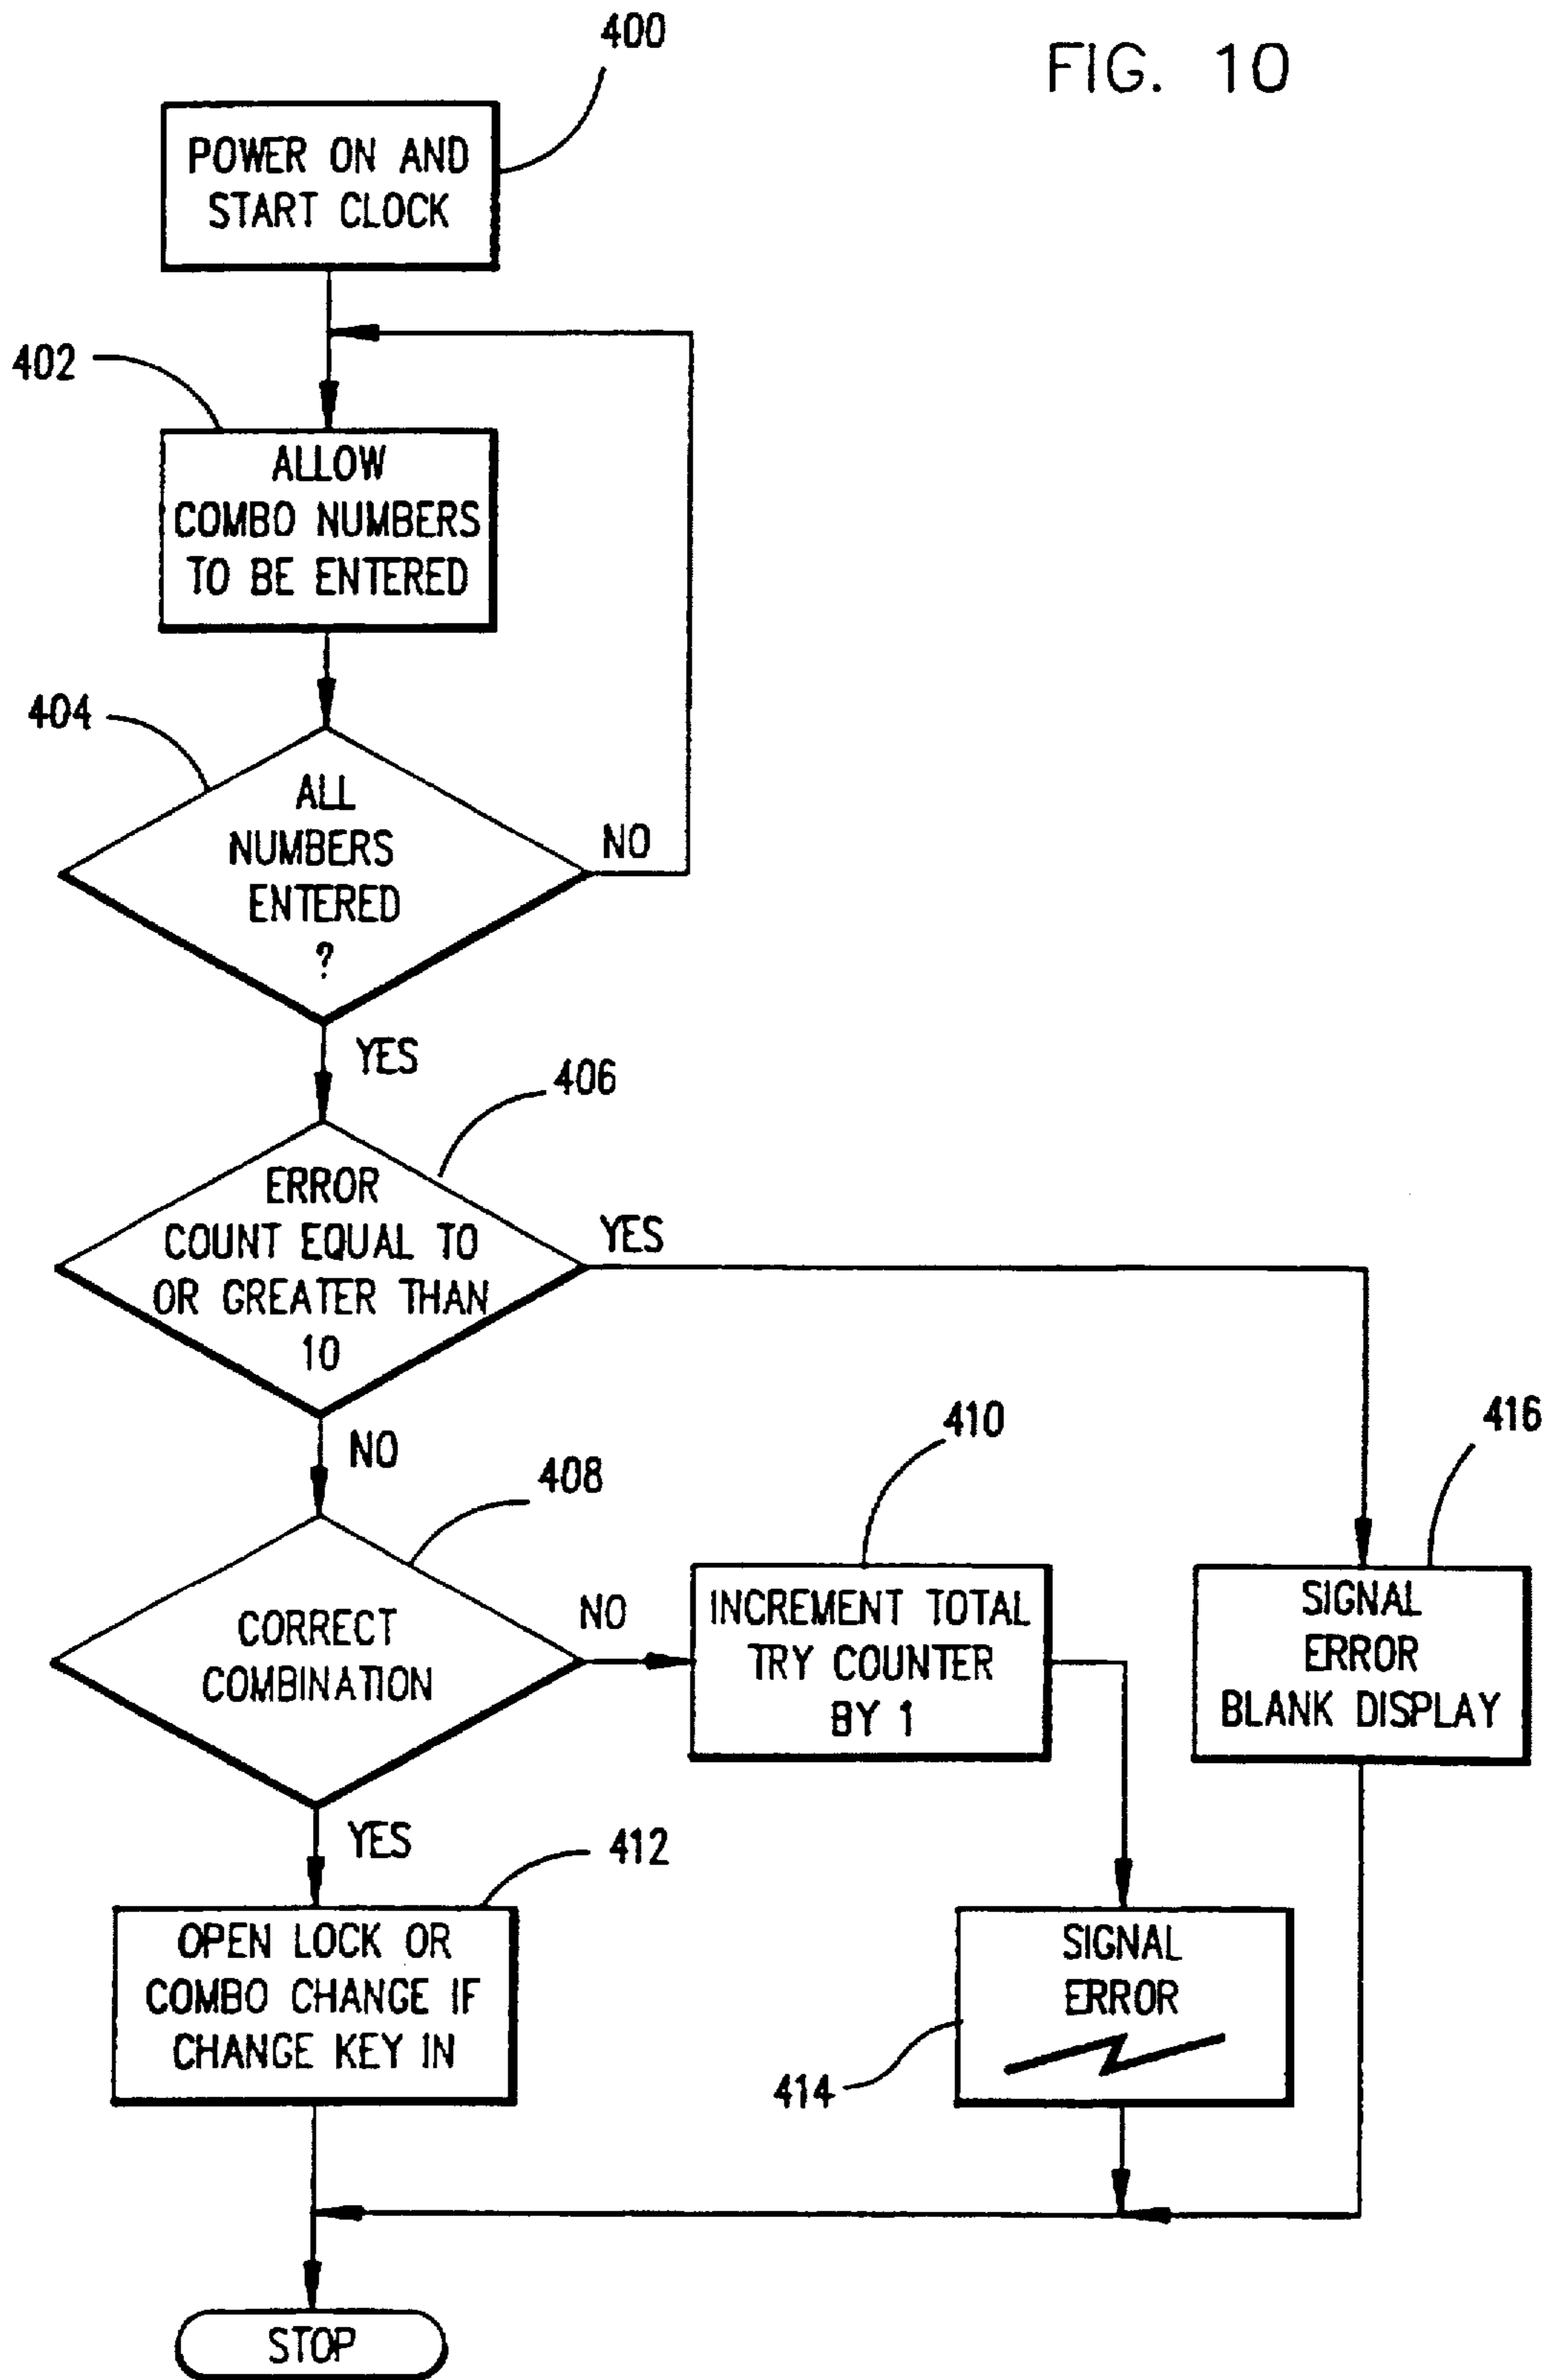 FIG. 10
400
POWER ON AND
START CLOCK
402
ALLOW
COMBO NUMBERS
TO BE ENTERED
404
ALL
NUMBERS
ENTERED
?
NO
YES
406
ERROR
COUNT EQUAL TO
OR GREATER THAN
10
YES
NO
408
CORRECT
COMBINATION
NO
410
INCREMENT TOTAL
TRY COUNTER
BY 1
416
SIGNAL
ERROR
BLANK DISPLAY
YES
412
OPEN LOCK OR
COMBO CHANGE IF
CHANGE KEY IN
SIGNAL
ERROR
414
STOP